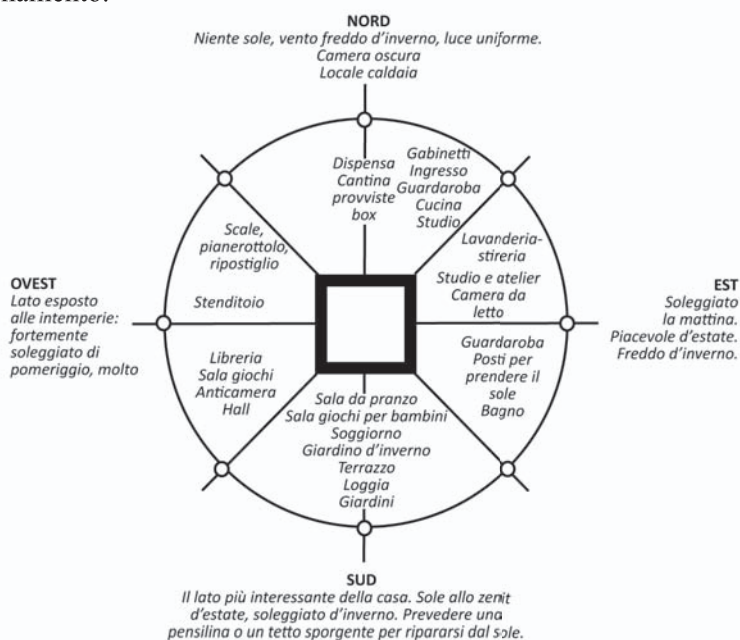 namento.
NORD
Niente sole, vento freddo d'inverno, luce uniforme.
Camera oscura
Locale caldaia
Dispensa
Cantina
provviste
box
Gabinetti
Ingresso
Guardaroba
Cucina
Studio
Scale,
pianerottolo,
ripostiglio
Lavanderia-
stireria
Stenditoio
Studio e atelier
Camera da
letto
OVEST
Lato esposto
alle intemperie:
fortemente
soleggiato di
pomeriggio, molto
EST
Soleggiato
la mattina.
Piacevole d'estate.
Freddo d'inverno.
Libreria
Sala giochi
Anticamera
Hall
Guardaroba
Posti per
prendere il
sole
Bagno
Sala da pranzo
Sala giochi per bambini
Soggiorno
Giardino d'inverno
Terrazzo
Loggia
Giardini
SUD
Il lato più interessante della casa. Sole allo zenit
d'estate, soleggiato d'inverno. Prevedere una
pensilina o un tetto sporgente per ripararsi dal sole.